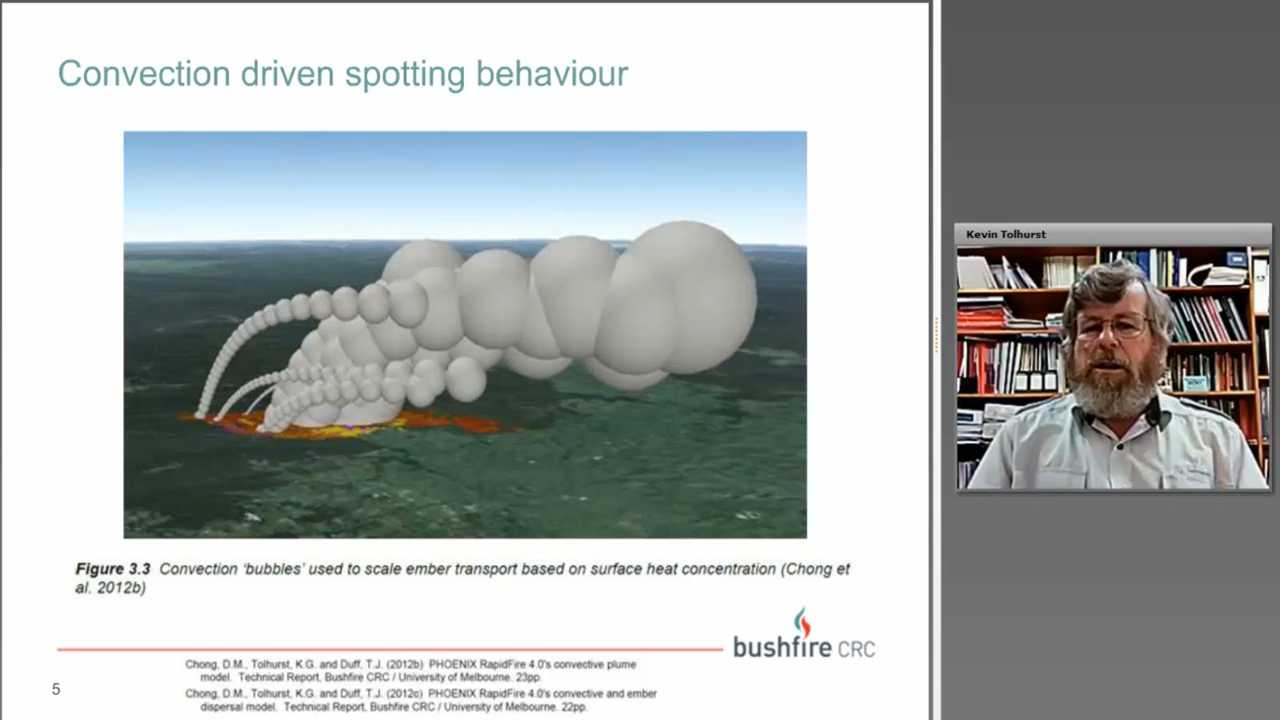 Convection driven spotting behaviour
Kevin Tolhurst
Figure 3.3 Convection ‘bubbles’ used to scale ember transport based on surface heat concentration (Chong et
al. 2012b)
bushfire CRC
Chong, D.M., Tolhurst, K.G. and Duff, T.J. (2012b) PHOENIX RapidFire 4.0's convective plume
model. Technical Report, Bushfire CRC / University of Melbourne. 23pp.
5
Chong, D.M., Tolhurst, K.G. and Duff, T.J. (2012c) PHOENIX RapidFire 4.0's convective and ember
dispersal model. Technical Report, Bushfire CRC / University of Melbourne. 22pp.